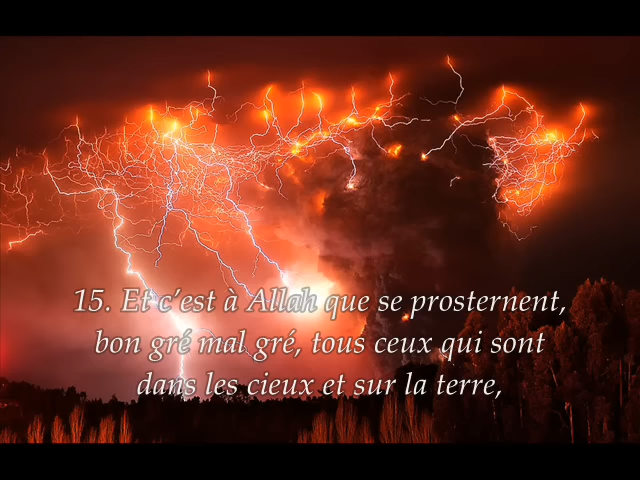 15. Et c’est à Allah que se prosternent,
bon gré mal gré, tous ceux qui sont
dans les cieux et sur la terre,